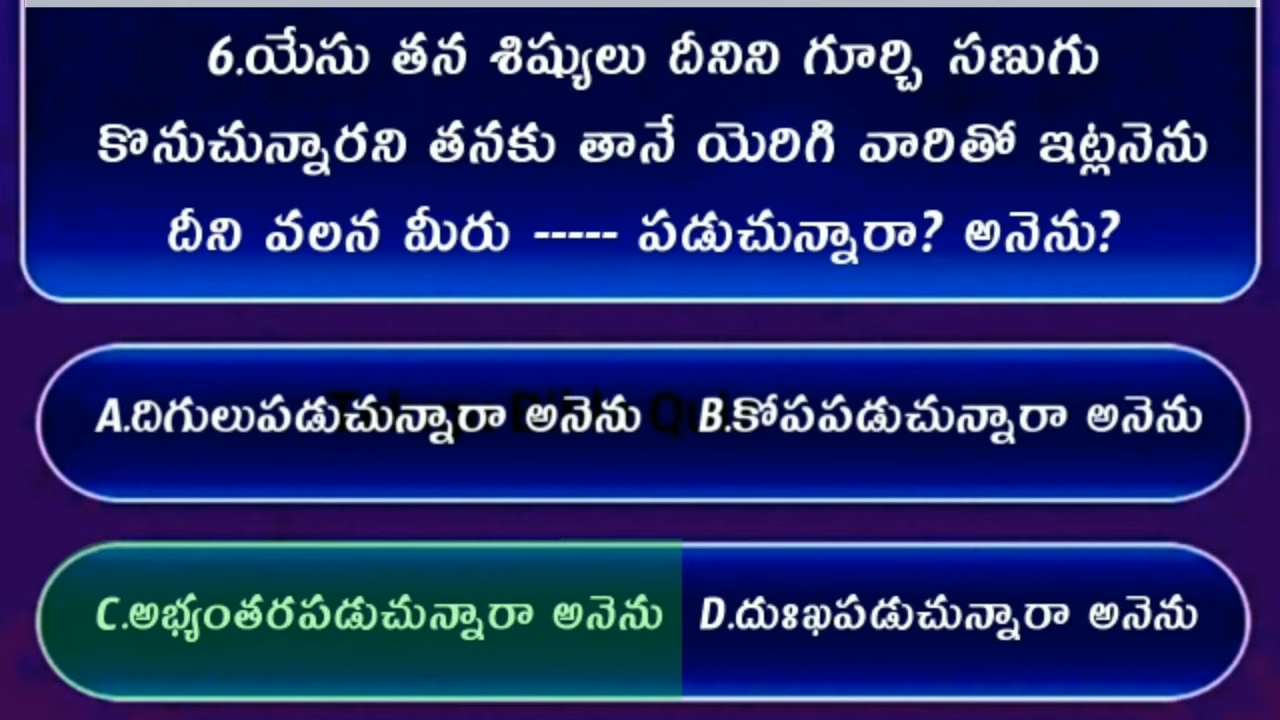 6.యేసు తన శిష్యులు దీనిని గూర్చి సణుగు
కొనుచున్నారని తనకు తానే యెరిగి వారితో ఇట్లనెను
దీని వలన మీరు ----- పడుచున్నారా? అనెను?
A.దిగులుపడుచున్నారా అనెను B.కోపపడుచున్నారా అనెను
C.అభ్యంతరపడుచున్నారా అనెను D.దుఃఖపడుచున్నారా అనెను